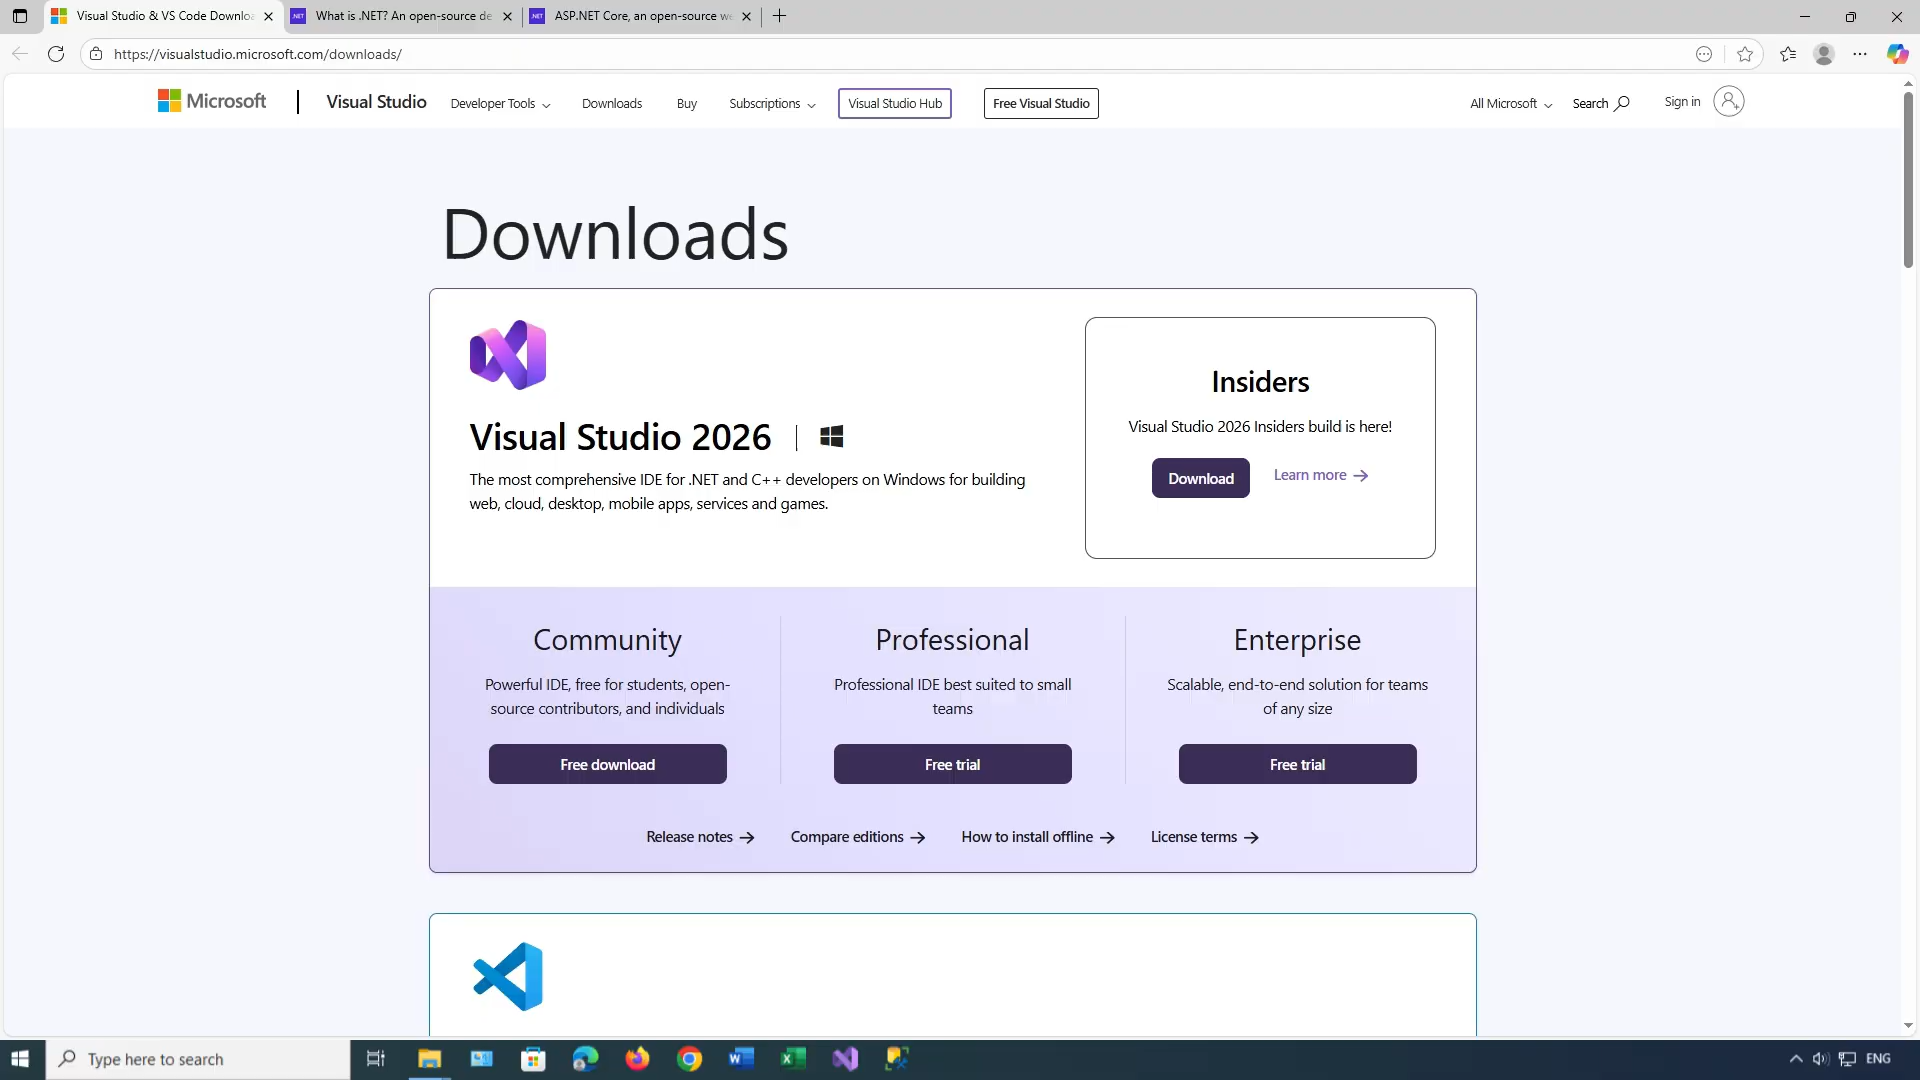 Visual Studio & VS Code Downlo
What is .NET? An open-source de
ASP.NET Core, an open-source we
https://visualstudio.microsoft.com/downloads/
Microsoft
Visual Studio
Developer Tools
Downloads
Buy
Subscriptions
Visual Studio Hub
Free Visual Studio
All Microsoft
Search
Sign in
Downloads
Visual Studio 2026
The most comprehensive IDE for .NET and C++ developers on Windows for building
web, cloud, desktop, mobile apps, services and games.
Insiders
Visual Studio 2026 Insiders build is here!
Download
Learn more
Community
Powerful IDE, free for students, open-
source contributors, and individuals
Free download
Professional
Professional IDE best suited to small
teams
Free trial
Enterprise
Scalable, end-to-end solution for teams
of any size
Free trial
Release notes
Compare editions
How to install offline
License terms
Type here to search
ENG